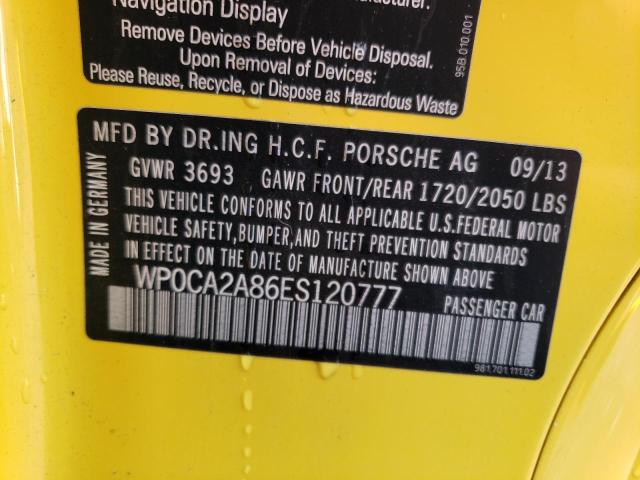 Navigation Display
Remove Devices Before Vehicle Disposal.
Upon Removal of Devices:
Please Reuse, Recycle, or Dispose as Hazardous Waste
95B 010 001
MFD BY DR.ING H.C.F. PORSCHE AG 09/13
GVWR 3693 GAWR FRONT/REAR 1720/2050 LBS
THIS VEHICLE CONFORMS TO ALL APPLICABLE U.S.FEDERAL MOTOR
VEHICLE SAFETY,BUMPER,AND THEFT PREVENTION STANDARDS
IN EFFECT ON THE DATE OF MANUFACTURE SHOWN ABOVE
WP0CA2A86ES120777
PASSENGER CAR
MADE IN GERMANY
981.701.111.02